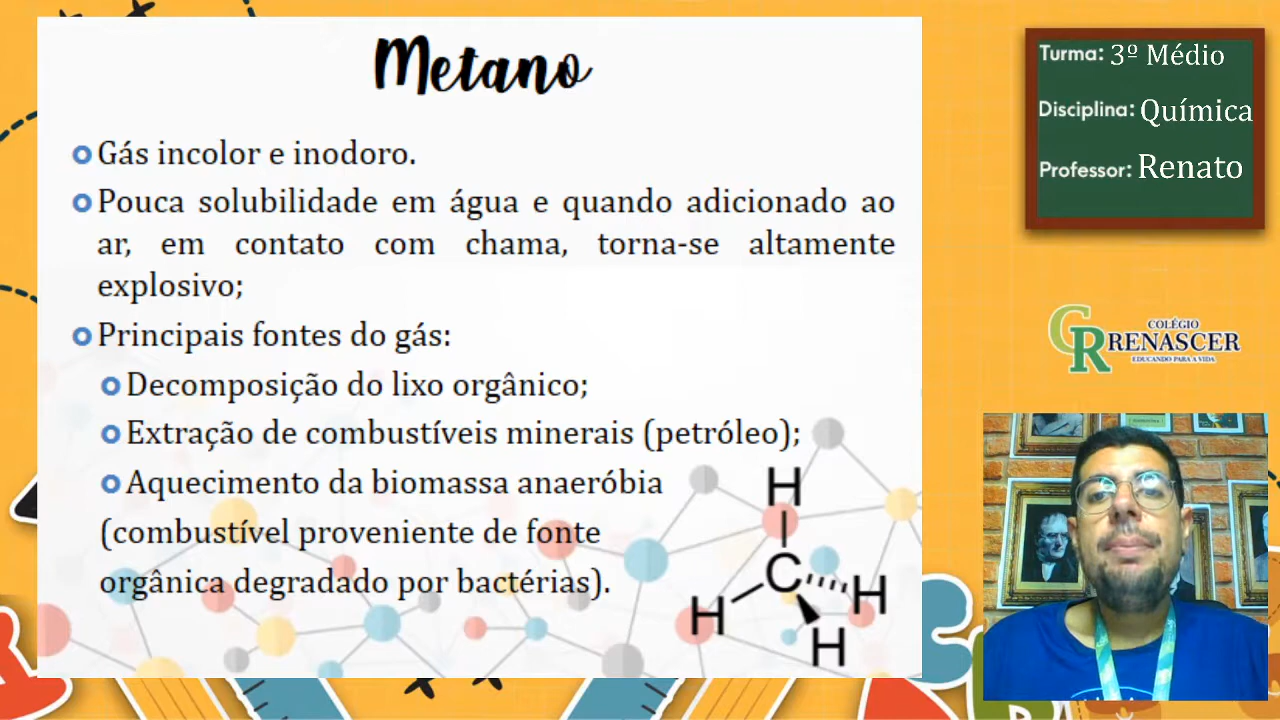 Metano
Gás incolor e inodoro.
Pouca solubilidade em água e quando adicionado ao
ar, em contato com chama, torna-se altamente
explosivo;
Principais fontes do gás:
Decomposição do lixo orgânico;
Extração de combustíveis minerais (petróleo);
Aquecimento da biomassa anaeróbia
(combustível proveniente de fonte
orgânica degradado por bactérias).
H
C
H
H
H
Turma: 3º Médio
Disciplina: Química
Professor: Renato
CR
COLÉGIO
RENASCER
EDUCANDO PARA A VIDA